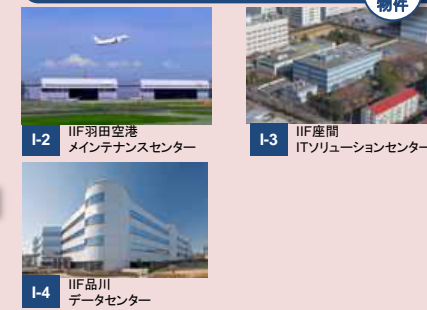 物件
I-2
IIF羽田空港
メインテナンスセンター
I-3
IIF座間
ITソリューションセンター
I-4
IIF品川
データセンター